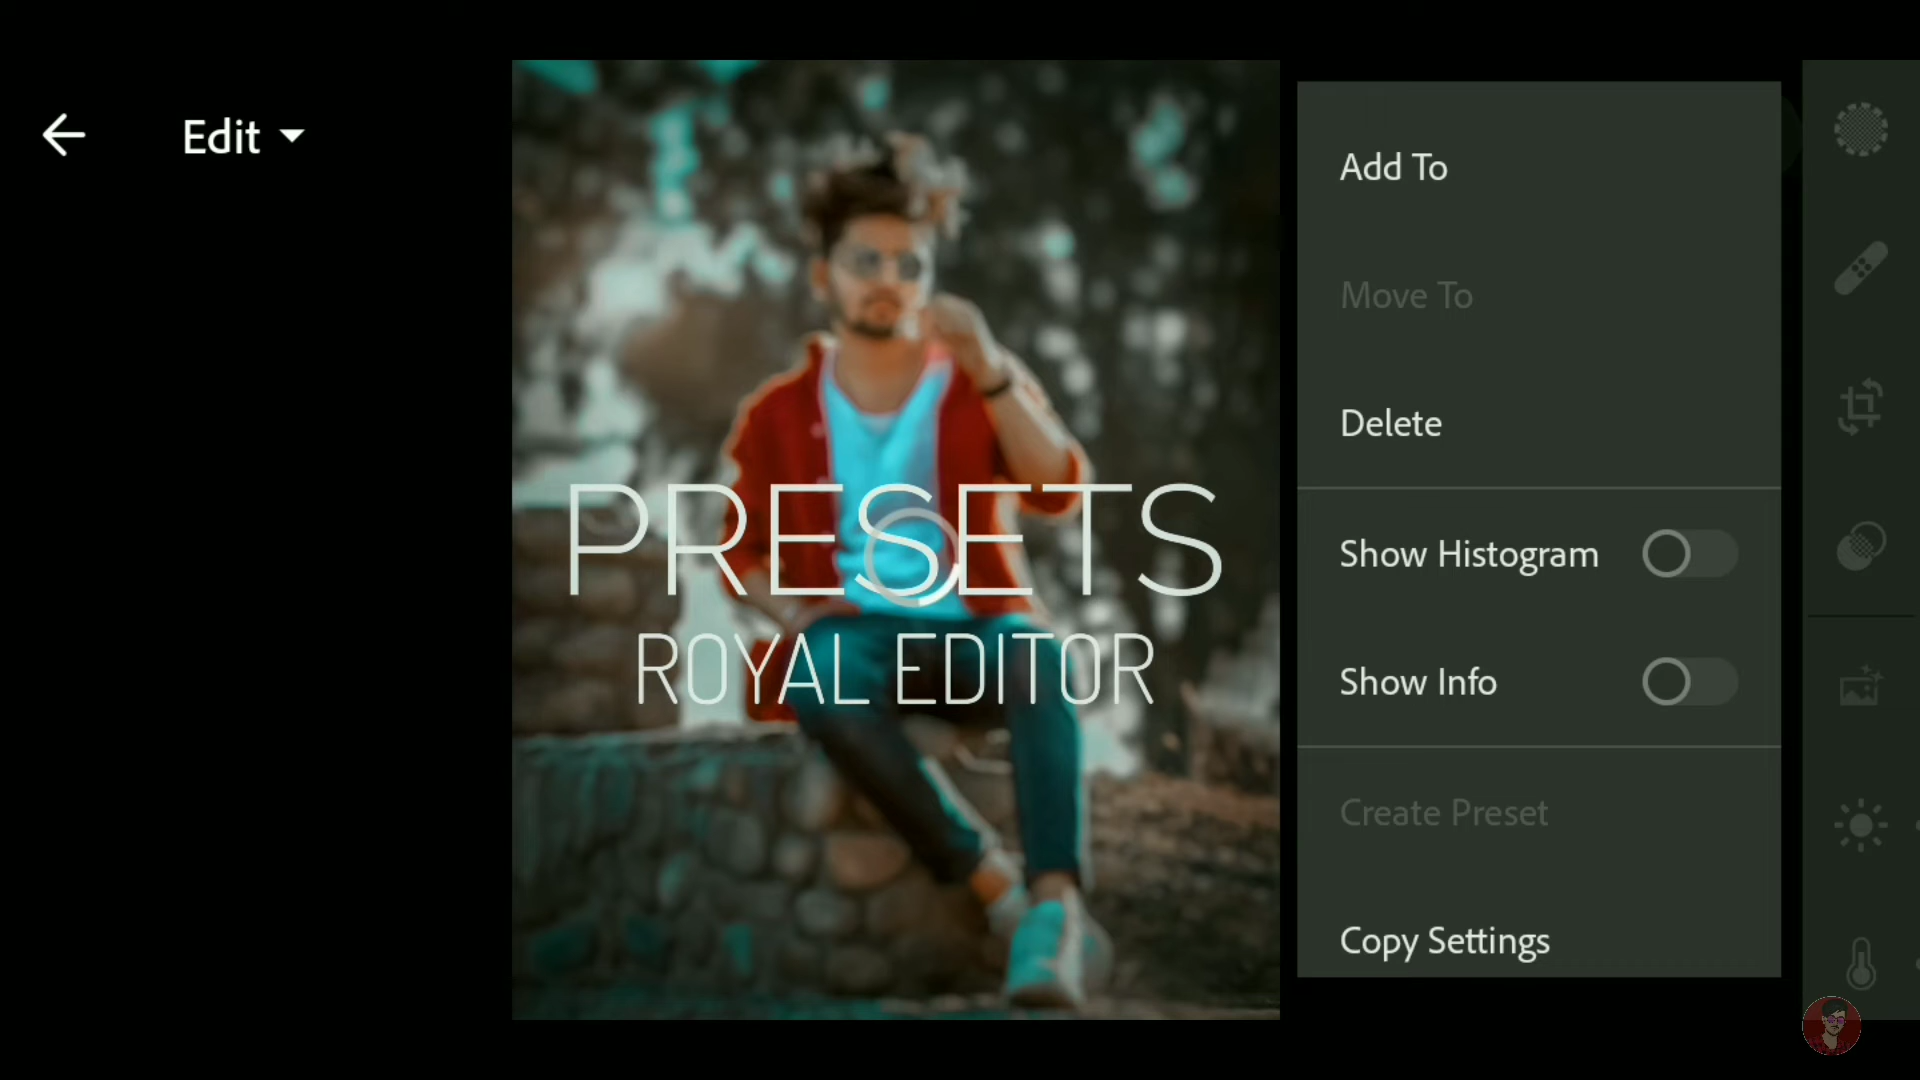 Edit
PRESETS
ROYAL EDITOR
Add To
Move To
Delete
Show Histogram
Show Info
Create Preset
Copy Settings